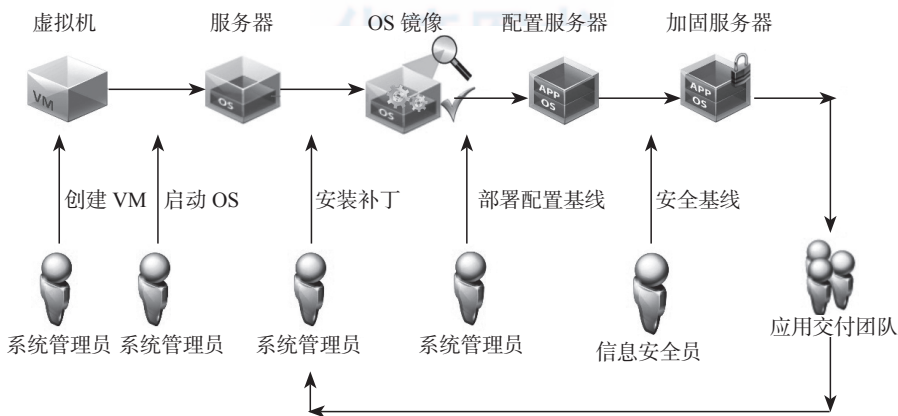 虚拟机
服务器
OS 镜像
配置服务器
加固服务器
VM
OS
OS
APP
OS
APP
OS
创建 VM
启动 OS
安装补丁
部署配置基线
安全基线
系统管理员
系统管理员
系统管理员
系统管理员
信息安全员
应用交付团队